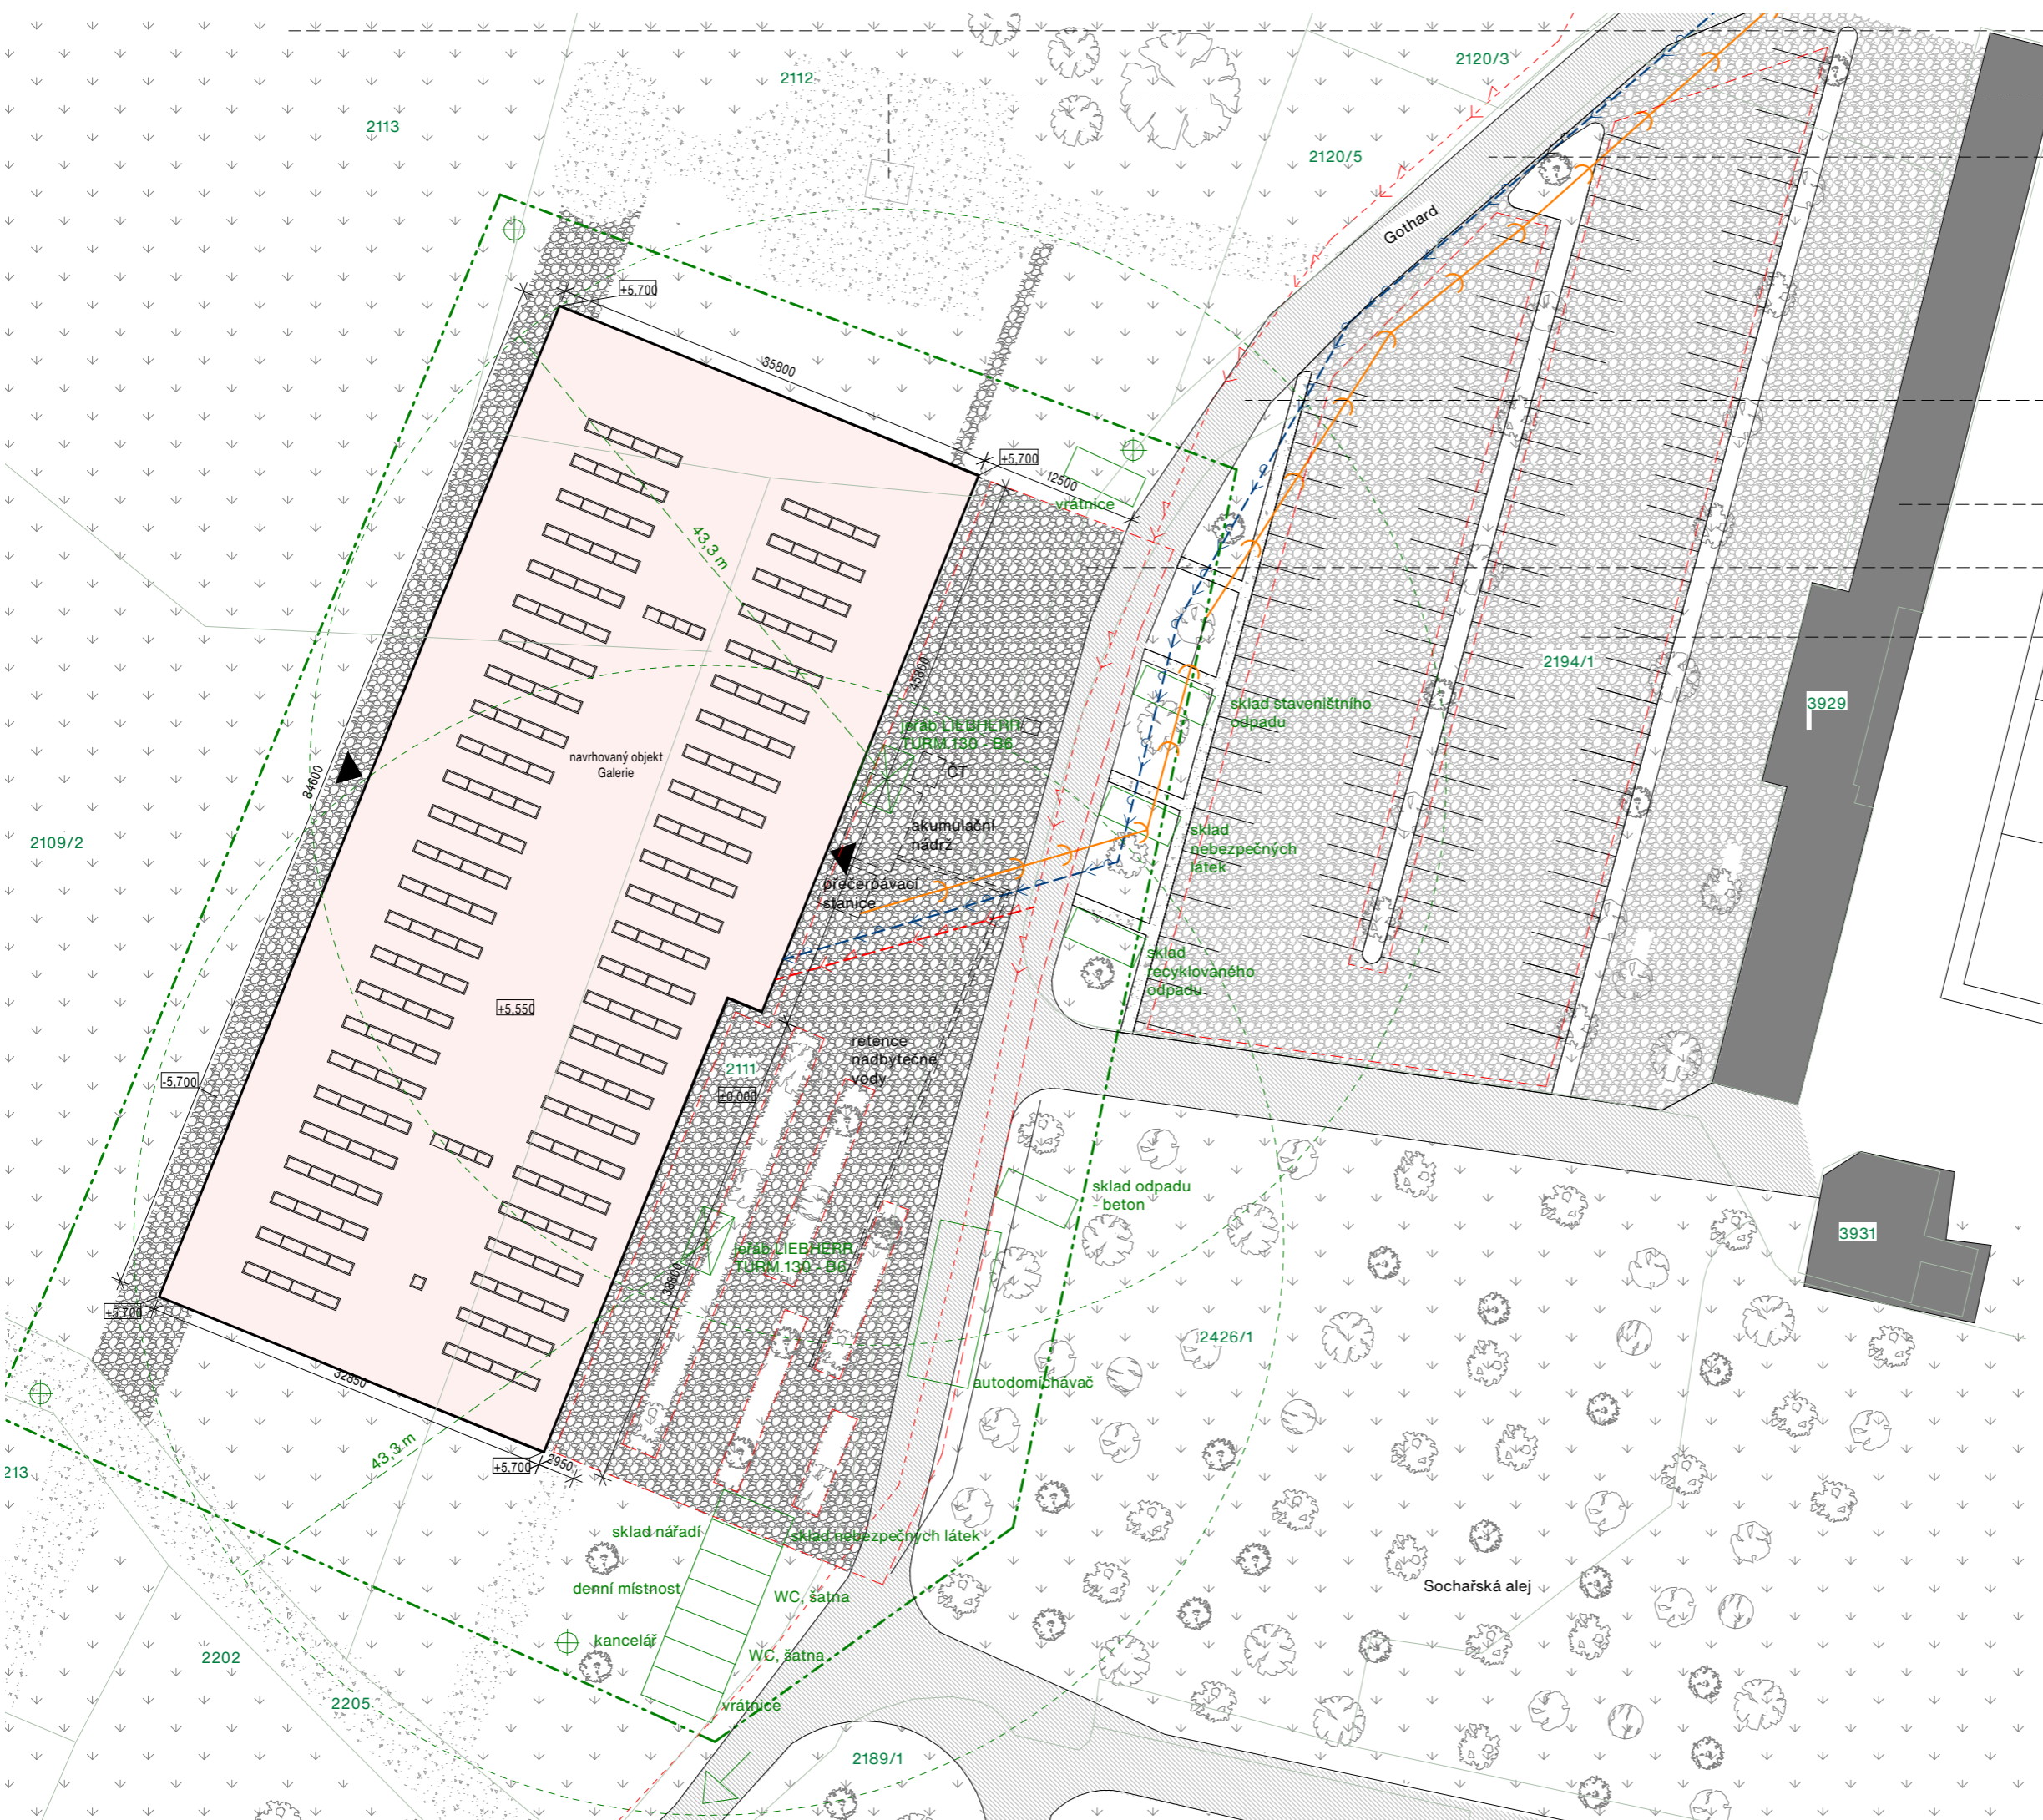 2120/3
2112
2113
2120/5
Gothard
+5,700
35800
+5,700
12500
vrátnice
43,3 m
2194/1
45800
sklad staveništního
odpadu
3929
jeřáb LIEBHERR
TURM.130 - B6
navrhovaný objekt
Galerie
ČT
84600
akumulační
nádrž
sklad
nebezpečných
látek
2109/2
přečerpávací
stanice
sklad
recyklovaného
odpadu
+5,550
retence
nadbytečné
vody
2111
-5,700
±0,000
sklad odpadu
- beton
3931
jeřáb LIEBHERR
TURM.130 - B6
38800
+5,700
2426/1
32850
autodomíchávač
43,3 m
2950
+5,700
213
sklad nářadí
sklad nebezpečných látek
denní místnost
WC, šatna
Sochařská alej
kancelář
WC, šatna
2202
2205
vrátnice
2189/1